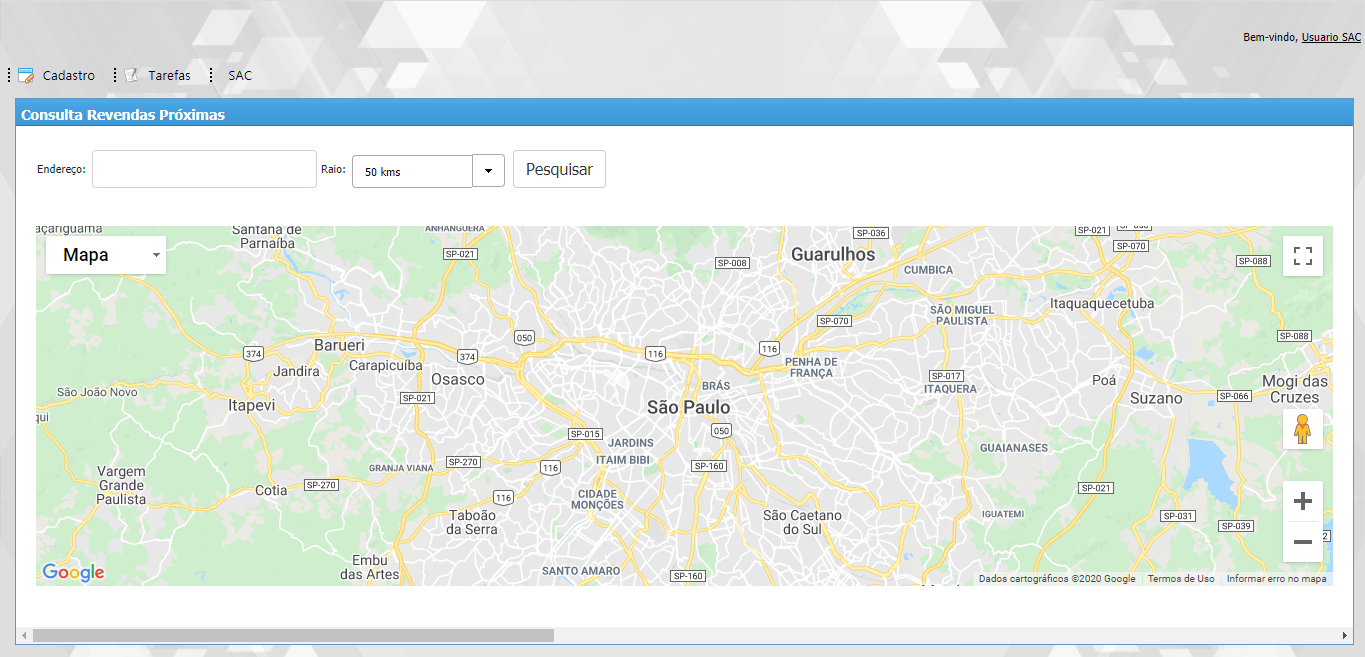 Bem-vindo, Usuario SAC
Cadastro
Tarefas
SAC
Consulta Revendas Próximas
Endereço:
Raio:
50 kms
Pesquisar
açariguama
Santana de
Parnaíba
ANHANGUERA
SP-021
SP-036
SP-021
SP-070
SP-088
Mapa
SP-008
Guarulhos
CUMBICA
Itaquaquecetuba
SÃO MIGUEL
PAULISTA
SP-070
SP-088
050
Barueri
374
374
116
116
Carapicuíba
Jandira
Osasco
PENHA DE
FRANÇA
SP-017
ITAQUERA
Poá
Mogi das
Cruzes
São João Novo
SP-021
BRÁS
Suzano
SP-066
Itapevi
São Paulo
qui
SP-015
050
JARDINS
GUAIANASES
ITAIM BIBI
GRANJA VIANA
SP-270
116
SP-160
Vargem
Grande
Paulista
Cotia
SP-270
116
CIDADE
MONÇÕES
SP-021
Taboão
da Serra
São Caetano
do Sul
IGUATEMI
SP-031
SP-039
2
Embu
das Artes
SANTO AMARO
SP-160
Google
Dados cartográficos ©2020 Google
Termos de Uso
Informar erro no mapa